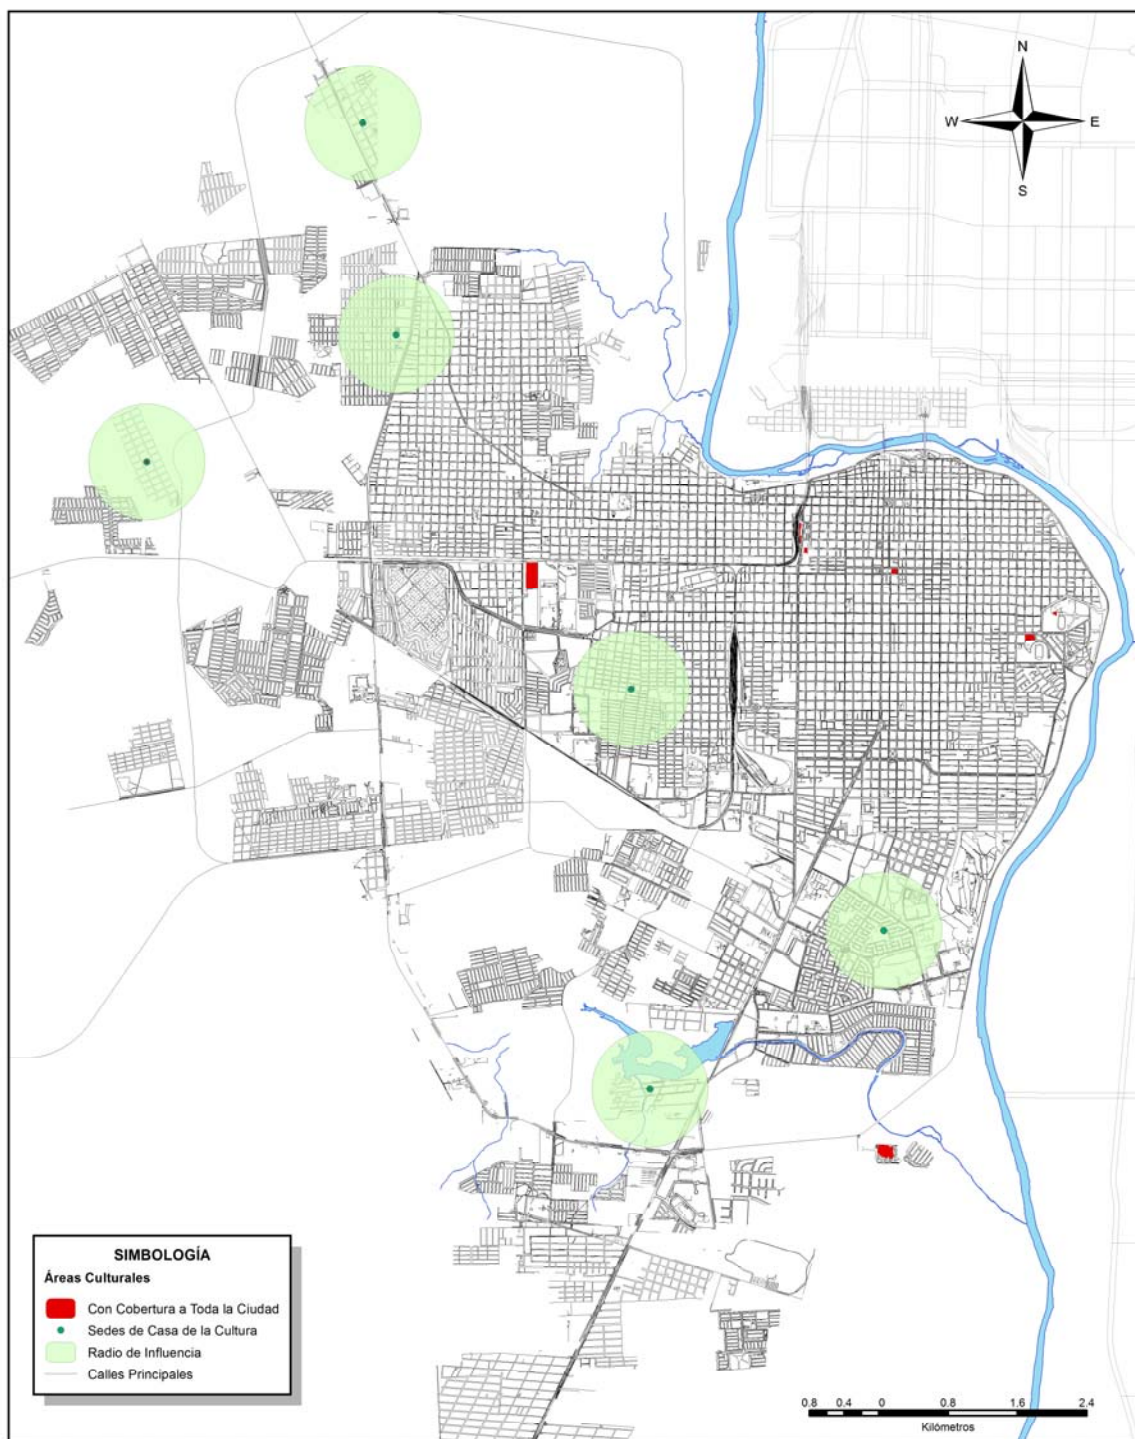 N
W
E
S
SIMBOLOGÍA
Áreas Culturales
Con Cobertura a Toda la Ciudad
Sedes de Casa de la Cultura
Radio de Influencia
Calles Principales
0.8 0.4 0 0.8 1.6 2.4
Kilómetros